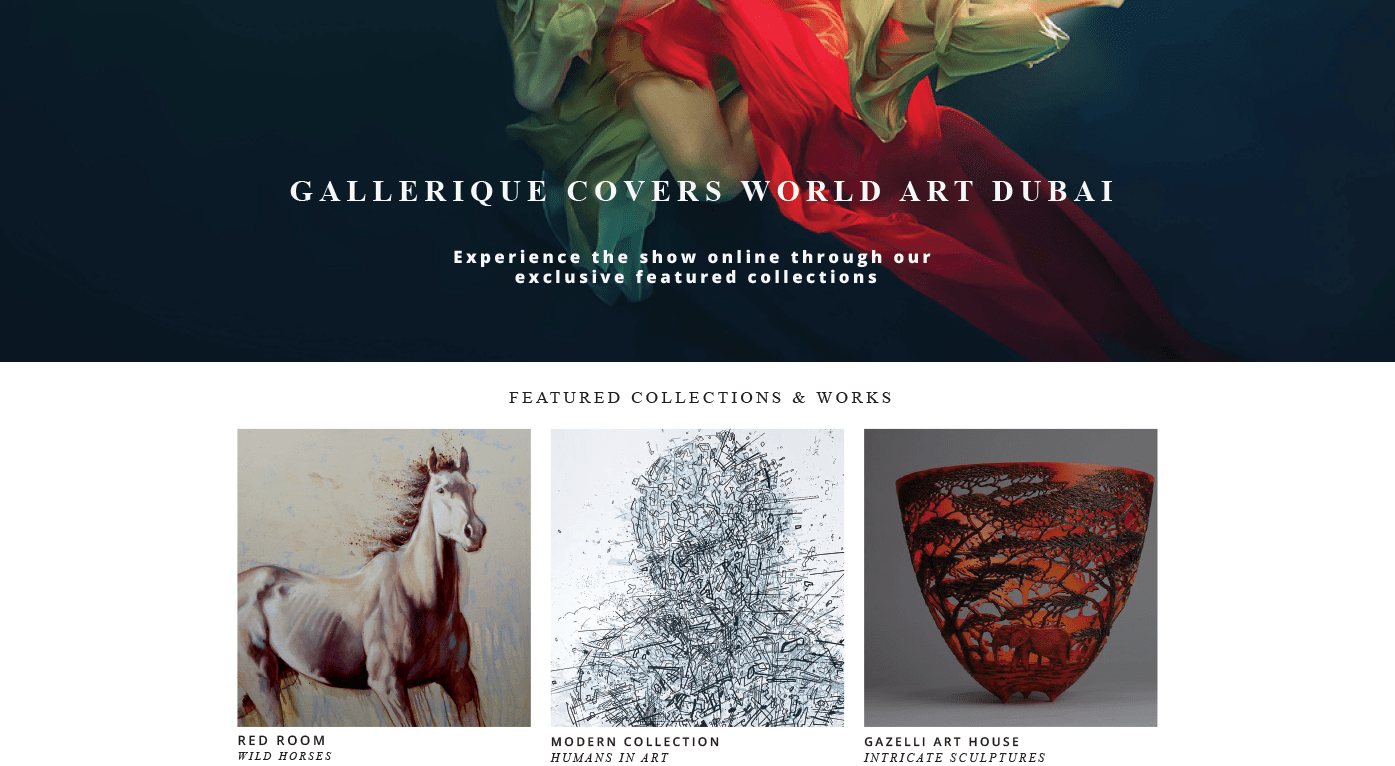 GALLERIQUE COVERS WORLD ART DUBAI
Experience the show online through our
exclusive featured collections
FEATURED COLLECTIONS & WORKS
RED ROOM
WILD HORSES
MODERN COLLECTION
HUMANS IN ART
GAZELLI ART HOUSE
INTRICATE SCULPTURES